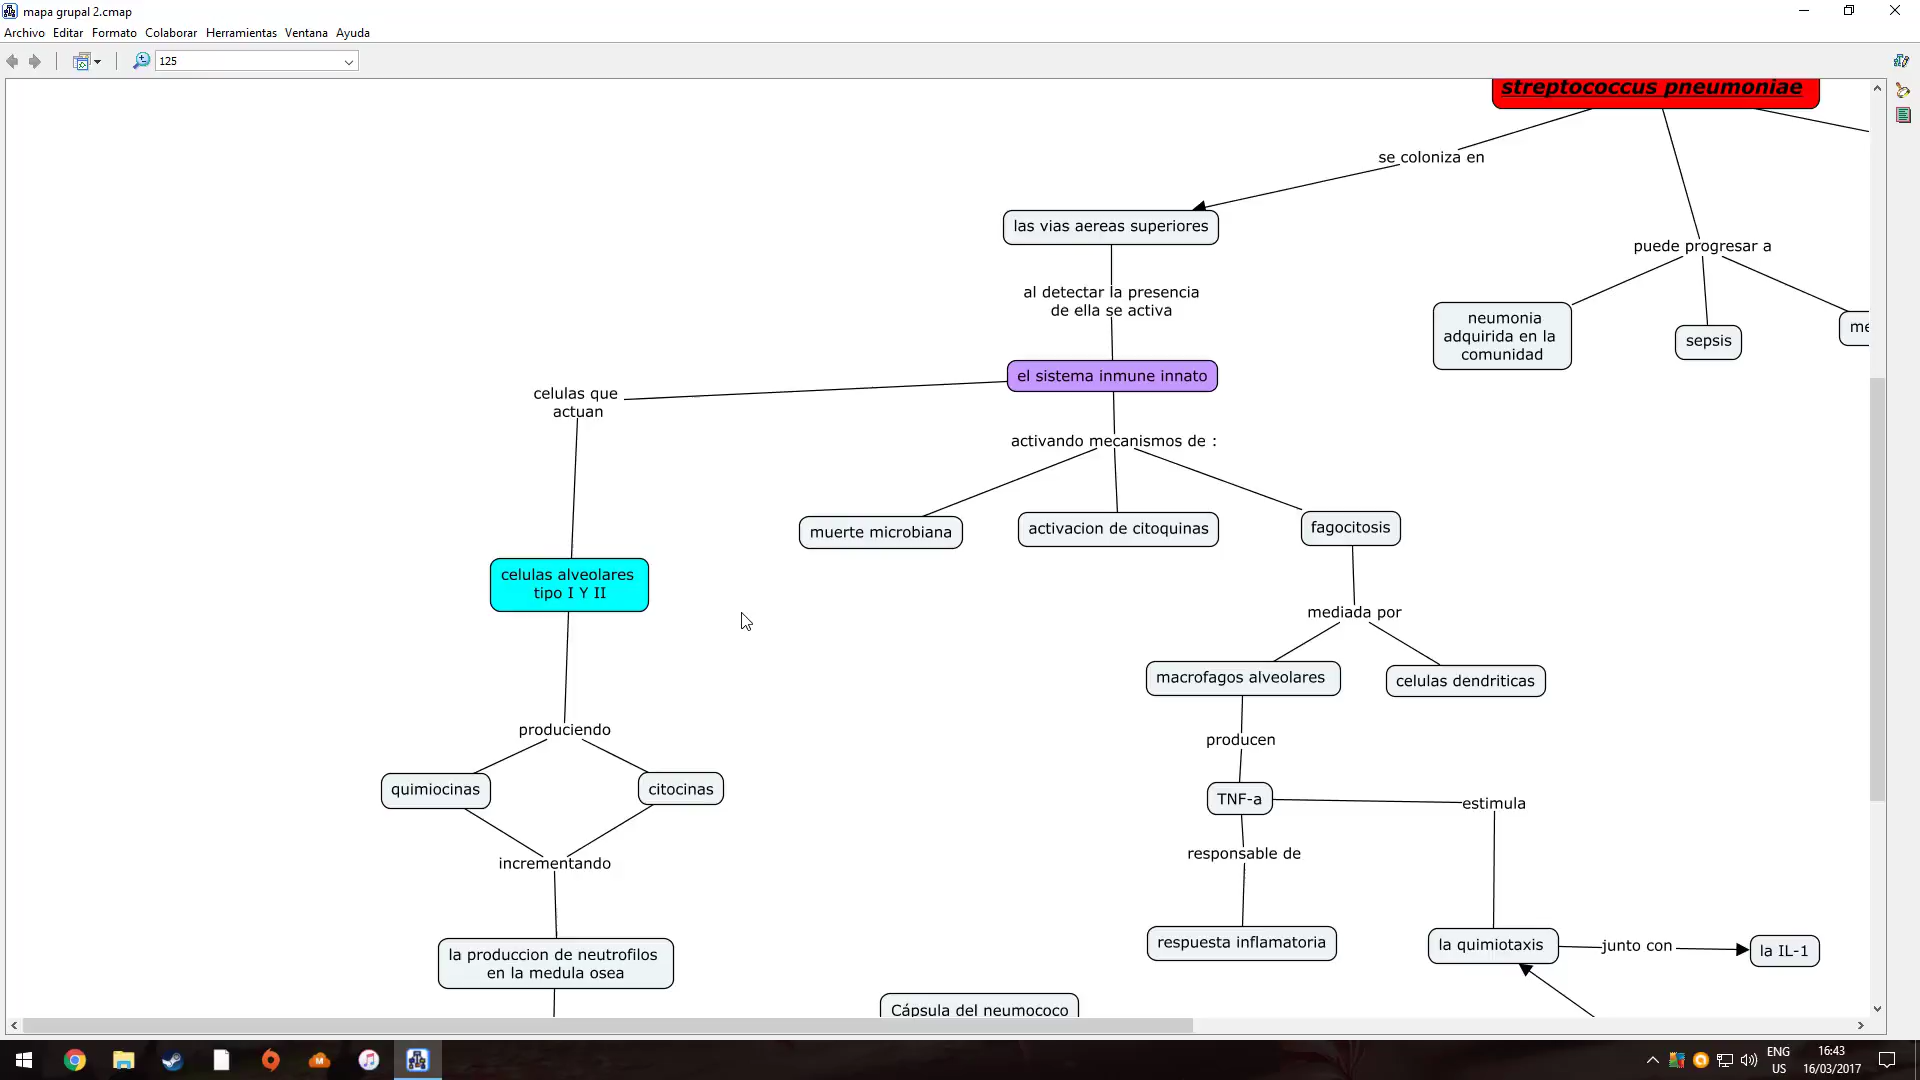 mapa grupal 2.cmap
Archivo Editar Formato Colaborar Herramientas Ventana Ayuda
125
streptococcus pneumoniae
se coloniza en
las vias aereas superiores
puede progresar a
al detectar la presencia
de ella se activa
neumonia
adquirida en la
comunidad
sepsis
me
el sistema inmune innato
celulas que
actuan
activando mecanismos de :
muerte microbiana
activacion de citoquinas
fagocitosis
celulas alveolares
tipo I Y II
mediada por
macrofagos alveolares
celulas dendriticas
produciendo
producen
quimiocinas
citocinas
TNF-a
estimula
incrementando
responsable de
respuesta inflamatoria
la quimiotaxis
junto con
la IL-1
la produccion de neutrofilos
en la medula osea
Cápsula del neumococo
ENG
US
16:43
16/03/2017